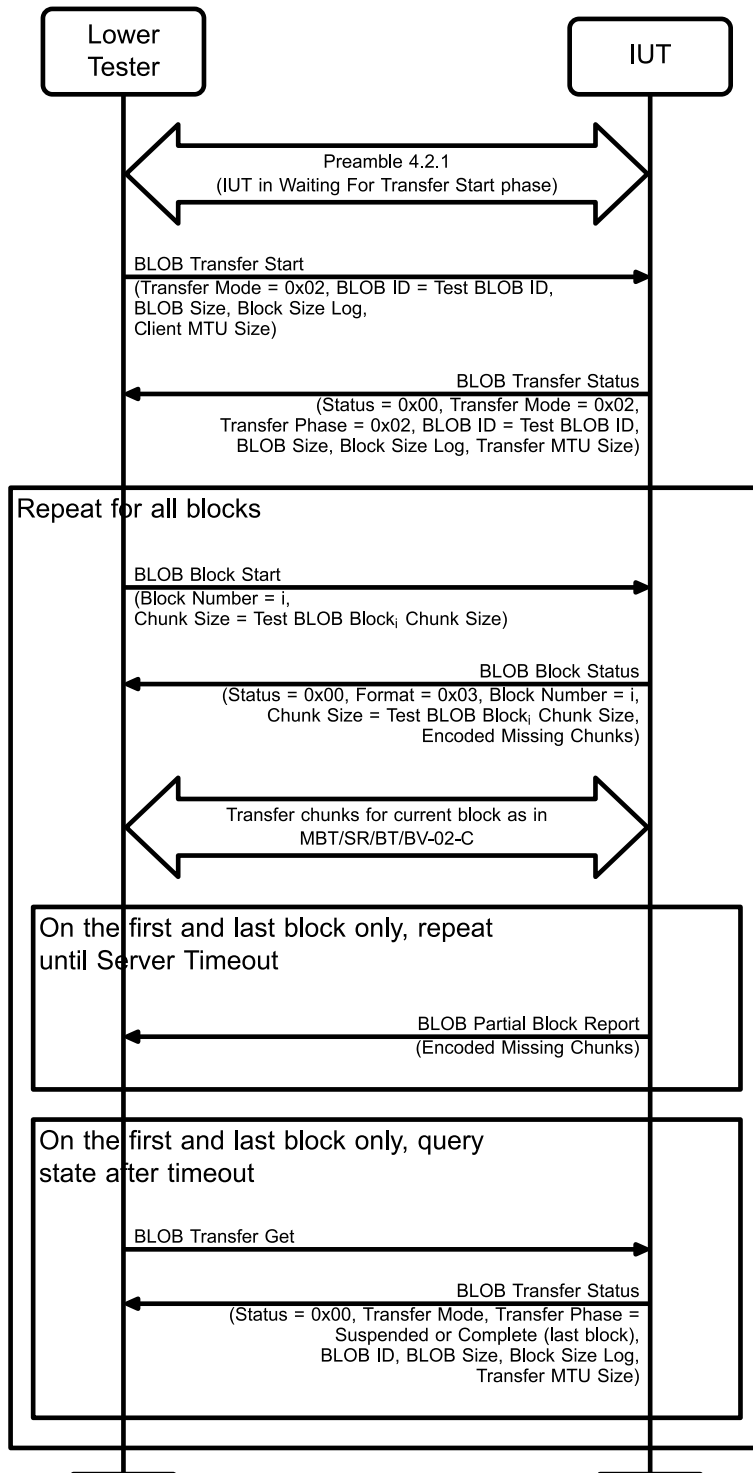 Lower
Tester
IUT
Preamble 4.2.1
(IUT in Waiting For Transfer Start phase)
BLOB Transfer Start
(Transfer Mode = 0x02, BLOB ID = Test BLOB ID,
BLOB Size, Block Size Log,
Client MTU Size)
BLOB Transfer Status
(Status = 0x00, Transfer Mode = 0x02,
Transfer Phase = 0x02, BLOB ID = Test BLOB ID,
BLOB Size, Block Size Log, Transfer MTU Size)
Repeat for all blocks
BLOB Block Start
(Block Number = i,
Chunk Size = Test BLOB Blockᵢ Chunk Size)
BLOB Block Status
(Status = 0x00, Format = 0x03, Block Number = i,
Chunk Size = Test BLOB Blockᵢ Chunk Size,
Encoded Missing Chunks)
Transfer chunks for current block as in
MBT/SR/BT/BV-02-C
On the first and last block only, repeat
until Server Timeout
BLOB Partial Block Report
(Encoded Missing Chunks)
On the first and last block only, query
state after timeout
BLOB Transfer Get
BLOB Transfer Status
(Status = 0x00, Transfer Mode, Transfer Phase =
Suspended or Complete (last block),
BLOB ID, BLOB Size, Block Size Log,
Transfer MTU Size)